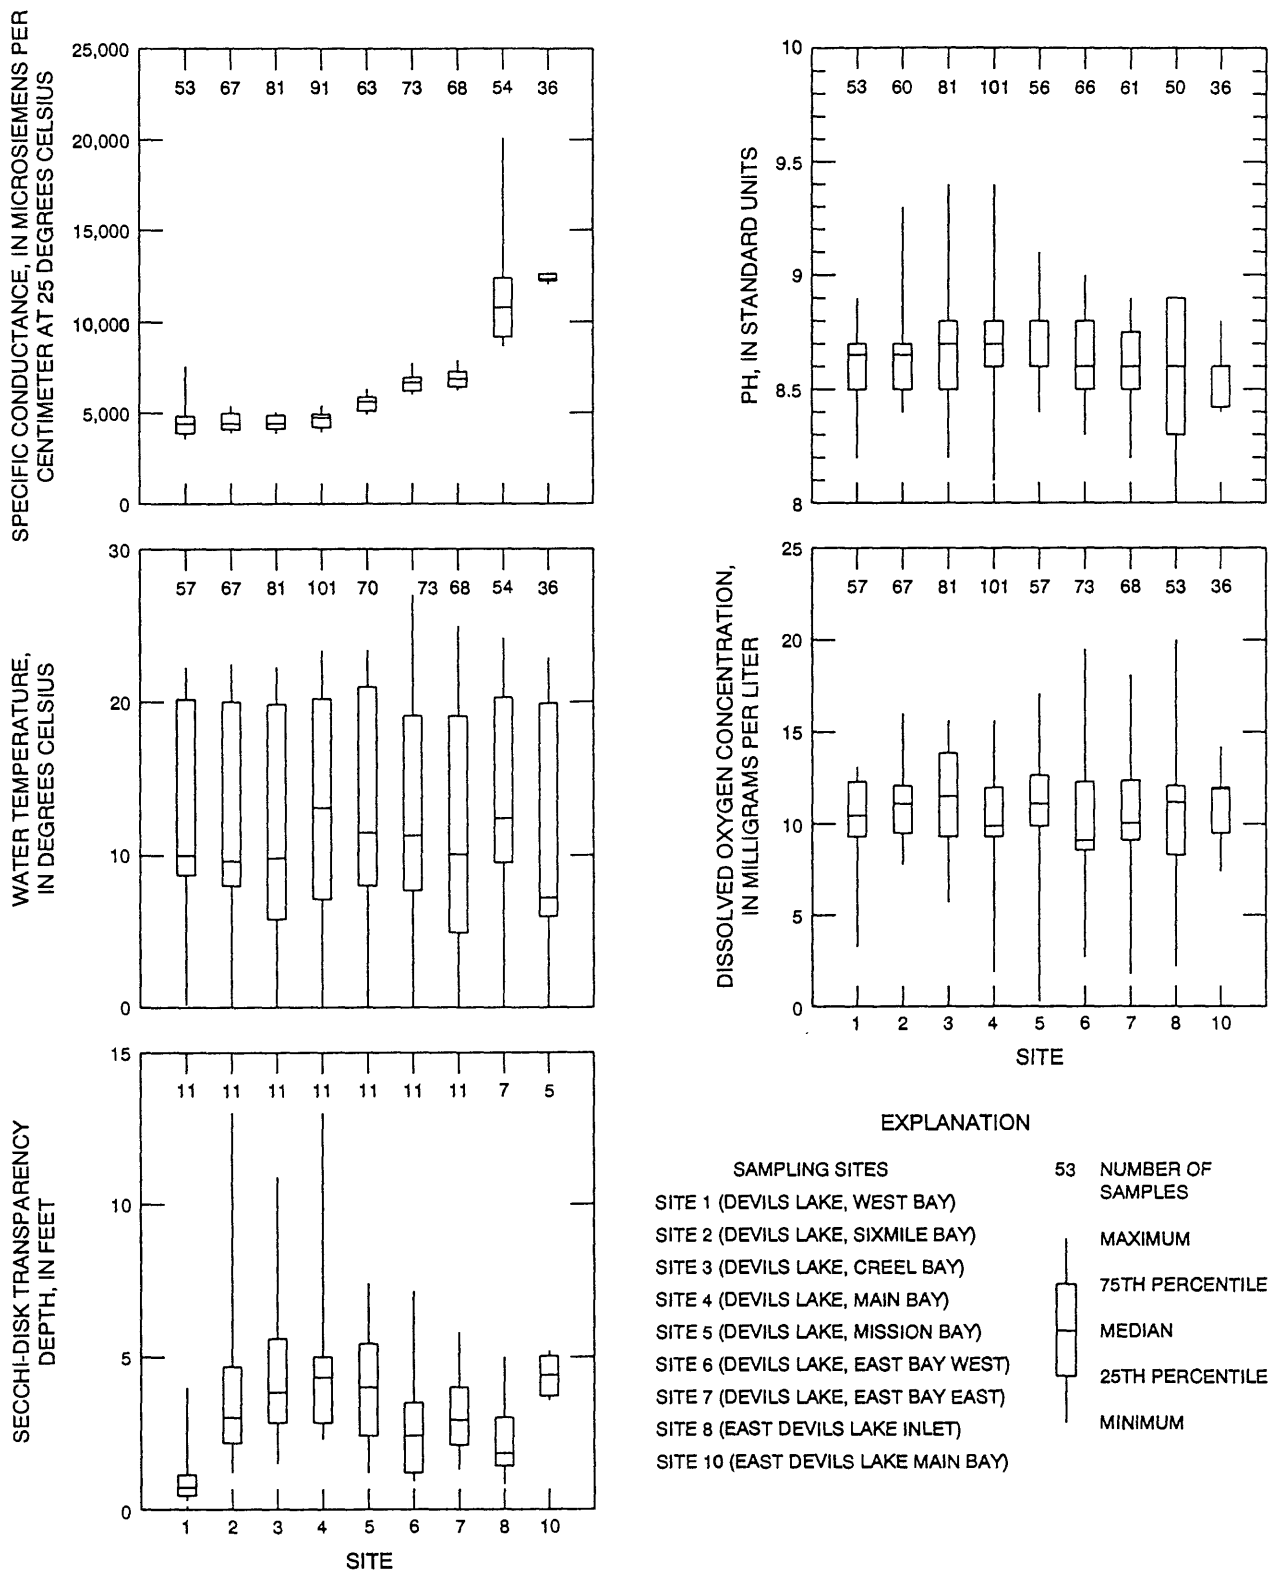 SPECIFIC CONDUCTANCE, IN MICROSIEMENS PER
CENTIMETER AT 25 DEGREES CELSIUS
25,000
20,000
15,000
10,000
5,000
0
53 67 81 91 63 73 68 54 36
PH, IN STANDARD UNITS
10
9.5
9
8.5
8
53 60 81 101 56 66 61 50 36
WATER TEMPERATURE,
IN DEGREES CELSIUS
30
20
10
0
57 67 81 101 70 73 68 54 36
DISSOLVED OXYGEN CONCENTRATION,
IN MILLIGRAMS PER LITER
25
20
15
10
5
0
57 67 81 101 57 73 68 53 36
1 2 3 4 5 6 7 8 10
SITE
SECCHI-DISK TRANSPARENCY
DEPTH, IN FEET
15
10
5
0
11 11 11 11 11 11 11 7 5
1 2 3 4 5 6 7 8 10
SITE
EXPLANATION
SAMPLING SITES
SITE 1 (DEVILS LAKE, WEST BAY)
SITE 2 (DEVILS LAKE, SIXMILE BAY)
SITE 3 (DEVILS LAKE, CREEL BAY)
SITE 4 (DEVILS LAKE, MAIN BAY)
SITE 5 (DEVILS LAKE, MISSION BAY)
SITE 6 (DEVILS LAKE, EAST BAY WEST)
SITE 7 (DEVILS LAKE, EAST BAY EAST)
SITE 8 (EAST DEVILS LAKE INLET)
SITE 10 (EAST DEVILS LAKE MAIN BAY)
53 NUMBER OF
SAMPLES
MAXIMUM
75TH PERCENTILE
MEDIAN
25TH PERCENTILE
MINIMUM